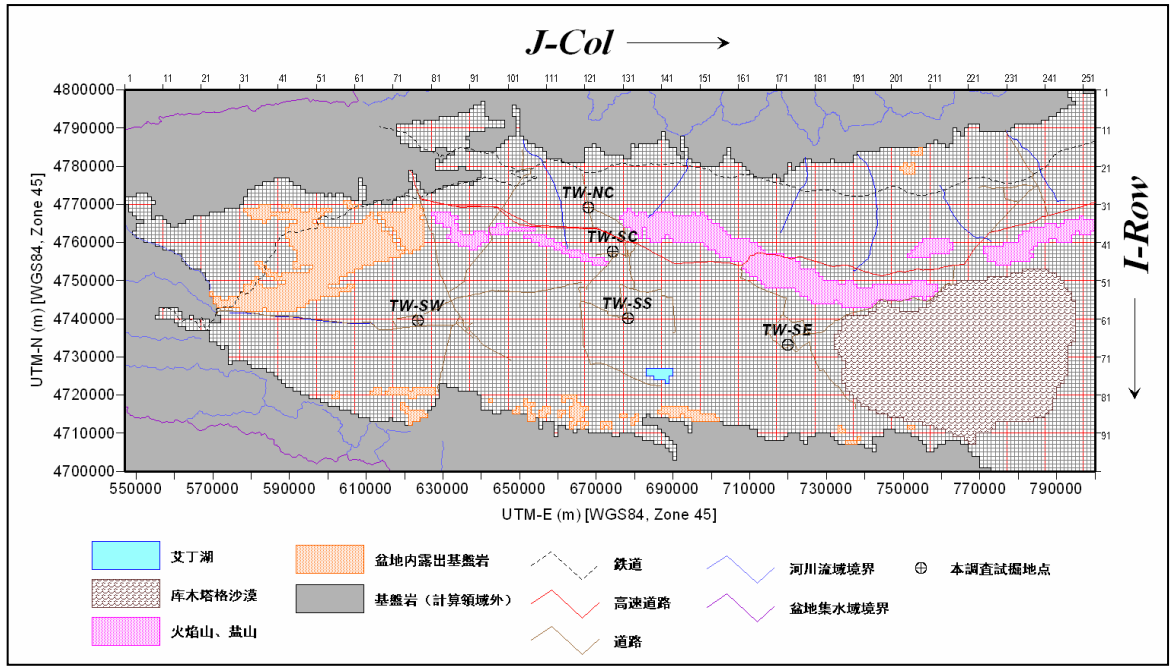 J-Col
1 11 21 31 41 51 61 71 81 91 101 111 121 131 141 151 161 171 181 191 201 211 221 231 241 251
4800000
4790000
4780000
4770000
4760000
4750000
4740000
4730000
4720000
4710000
4700000
UTM-N (m) [WGS84, Zone 45]
1
11
21
31
41
51
61
71
81
91
I-Row
TW-NC
TW-SC
TW-SW
TW-SS
TW-SE
550000 570000 590000 610000 630000 650000 670000 690000 710000 730000 750000 770000 790000
UTM-E (m) [WGS84, Zone 45]
艾丁湖
库木塔格沙漠
火焰山、盐山
盆地内露出基盤岩
基盤岩（計算領域外）
鉄道
高速道路
道路
河川流域境界
盆地集水域境界
本調査試掘地点